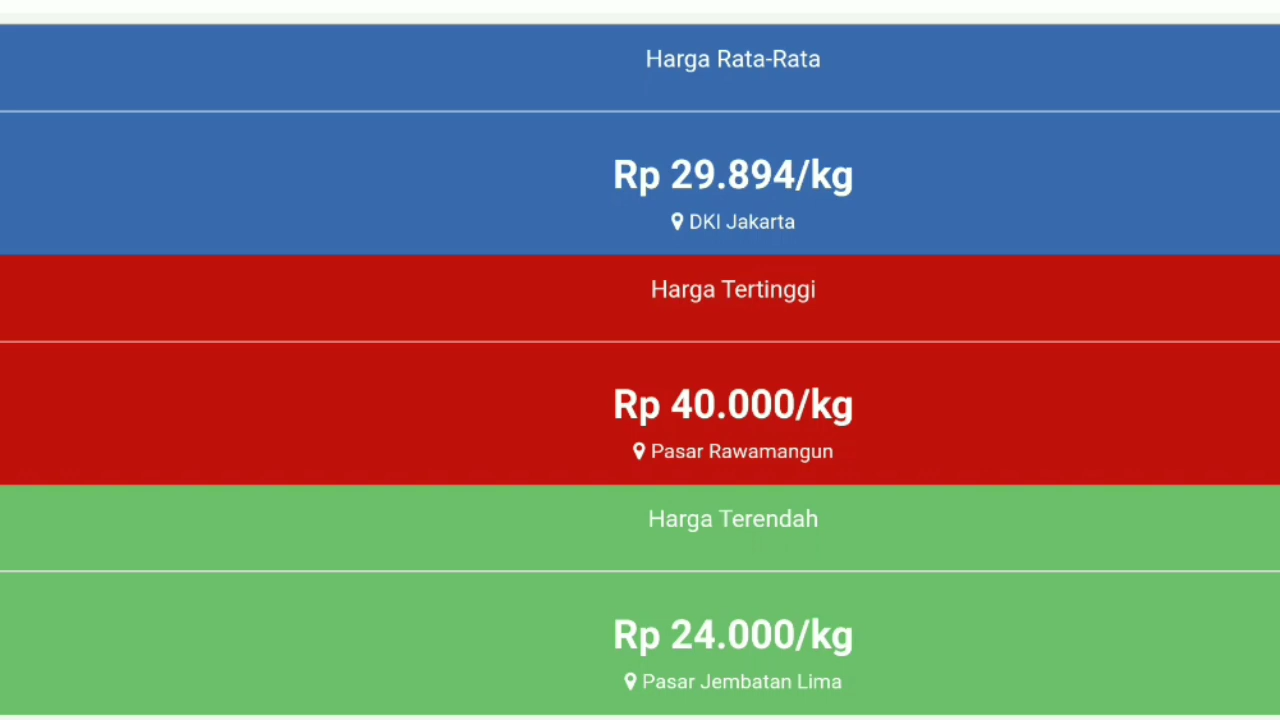 Harga Rata-Rata
Rp 29.894/kg
DKI Jakarta
Harga Tertinggi
Rp 40.000/kg
Pasar Rawamangun
Harga Terendah
Rp 24.000/kg
Pasar Jembatan Lima